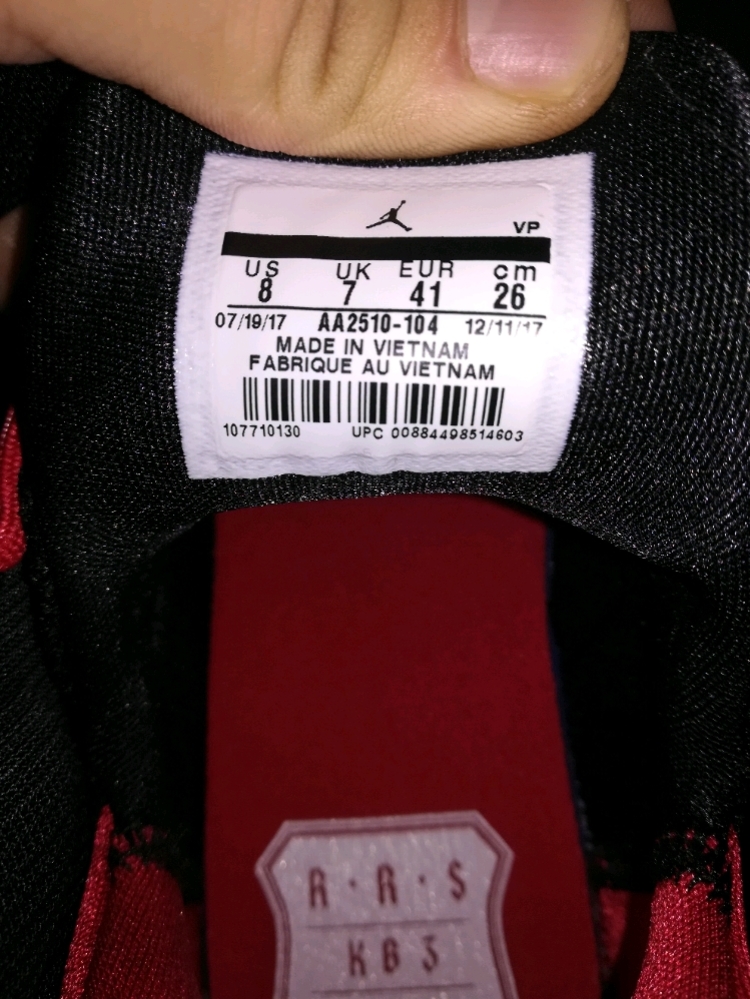 VP
US UK EUR cm
8 7 41 26
07/19/17 AA2510-104 12/11/17
MADE IN VIETNAM
FABRIQUE AU VIETNAM
107710130 UPC 00884498514603
R·R·S
KB3